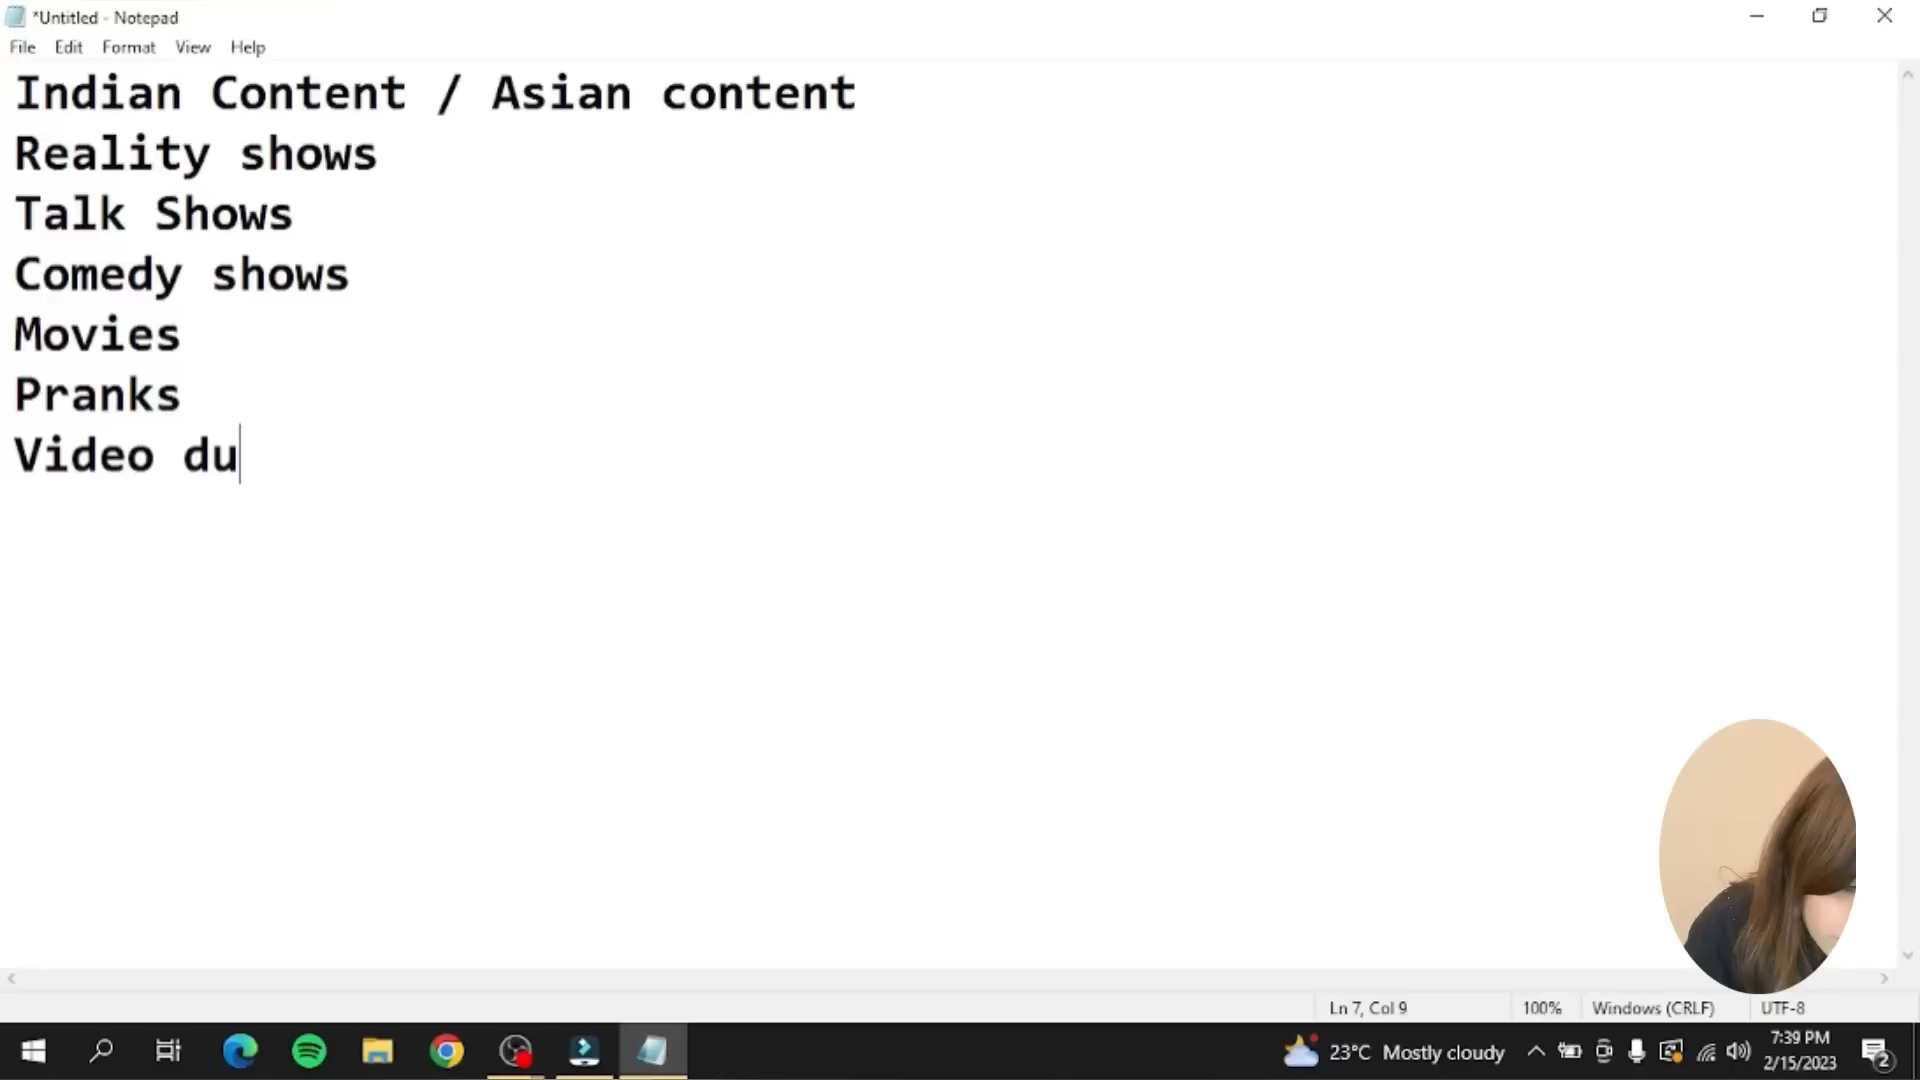 *Untitled - Notepad
File Edit Format View Help
Indian Content / Asian content
Reality shows
Talk Shows
Comedy shows
Movies
Pranks
Video du
Ln 7, Col 9 100% Windows (CRLF) UTF-8
23°C Mostly cloudy
7:39 PM
2/15/2023
2